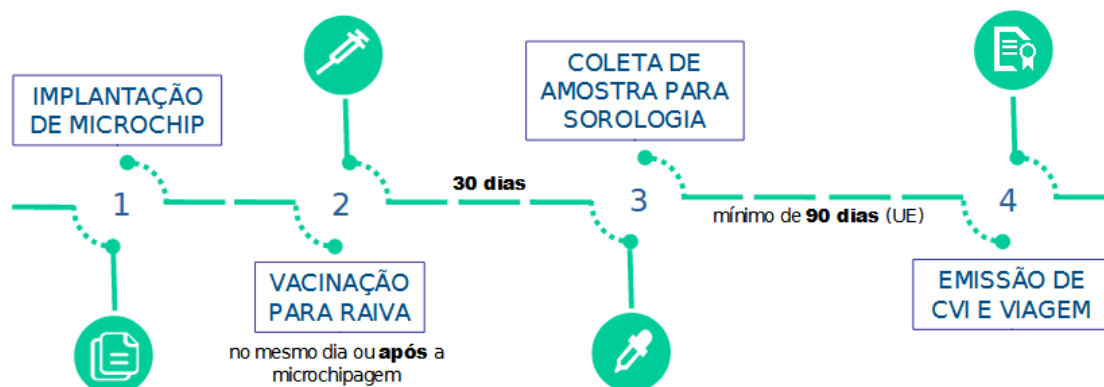 IMPLANTAÇÃO
DE MICROCHIP
1
2
VACINAÇÃO
PARA RAIVA
no mesmo dia ou após a
microchipagem
30 dias
COLETA DE
AMOSTRA PARA
SOROLOGIA
3
mínimo de 90 dias (UE)
4
EMISSÃO DE
CVI E VIAGEM